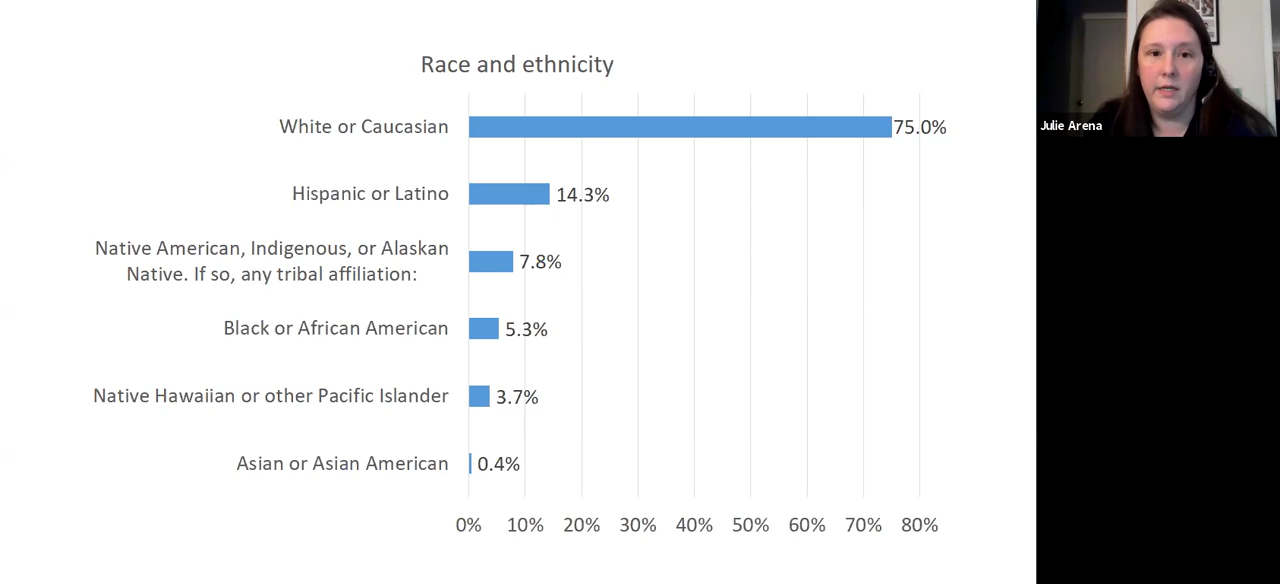 Race and ethnicity
White or Caucasian
75.0%
Hispanic or Latino
14.3%
Native American, Indigenous, or Alaskan
Native. If so, any tribal affiliation:
7.8%
Black or African American
5.3%
Native Hawaiian or other Pacific Islander
3.7%
Asian or Asian American
0.4%
0% 10% 20% 30% 40% 50% 60% 70% 80%
Julie Arena